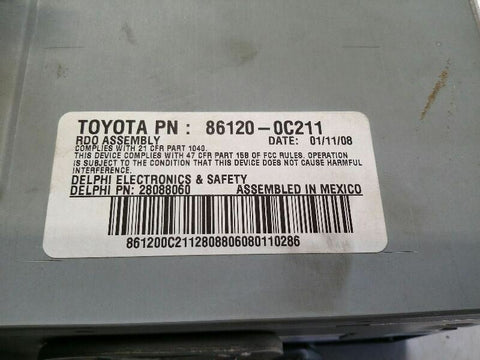 TOYOTA PN : 86120-0C211
RDO ASSEMBLY DATE: 01/11/08
COMPLIES WITH 21 CFR PART 1040.
THIS DEVICE COMPLIES WITH 47 CFR PART 15B OF FCC RULES. OPERATION
IS SUBJECT TO THE CONDITION THAT THIS DEVICE DOES NOT CAUSE HARMFUL
INTERFERENCE.
DELPHI ELECTRONICS & SAFETY
DELPHI PN: 28088060 ASSEMBLED IN MEXICO
861200C2112808806080110286